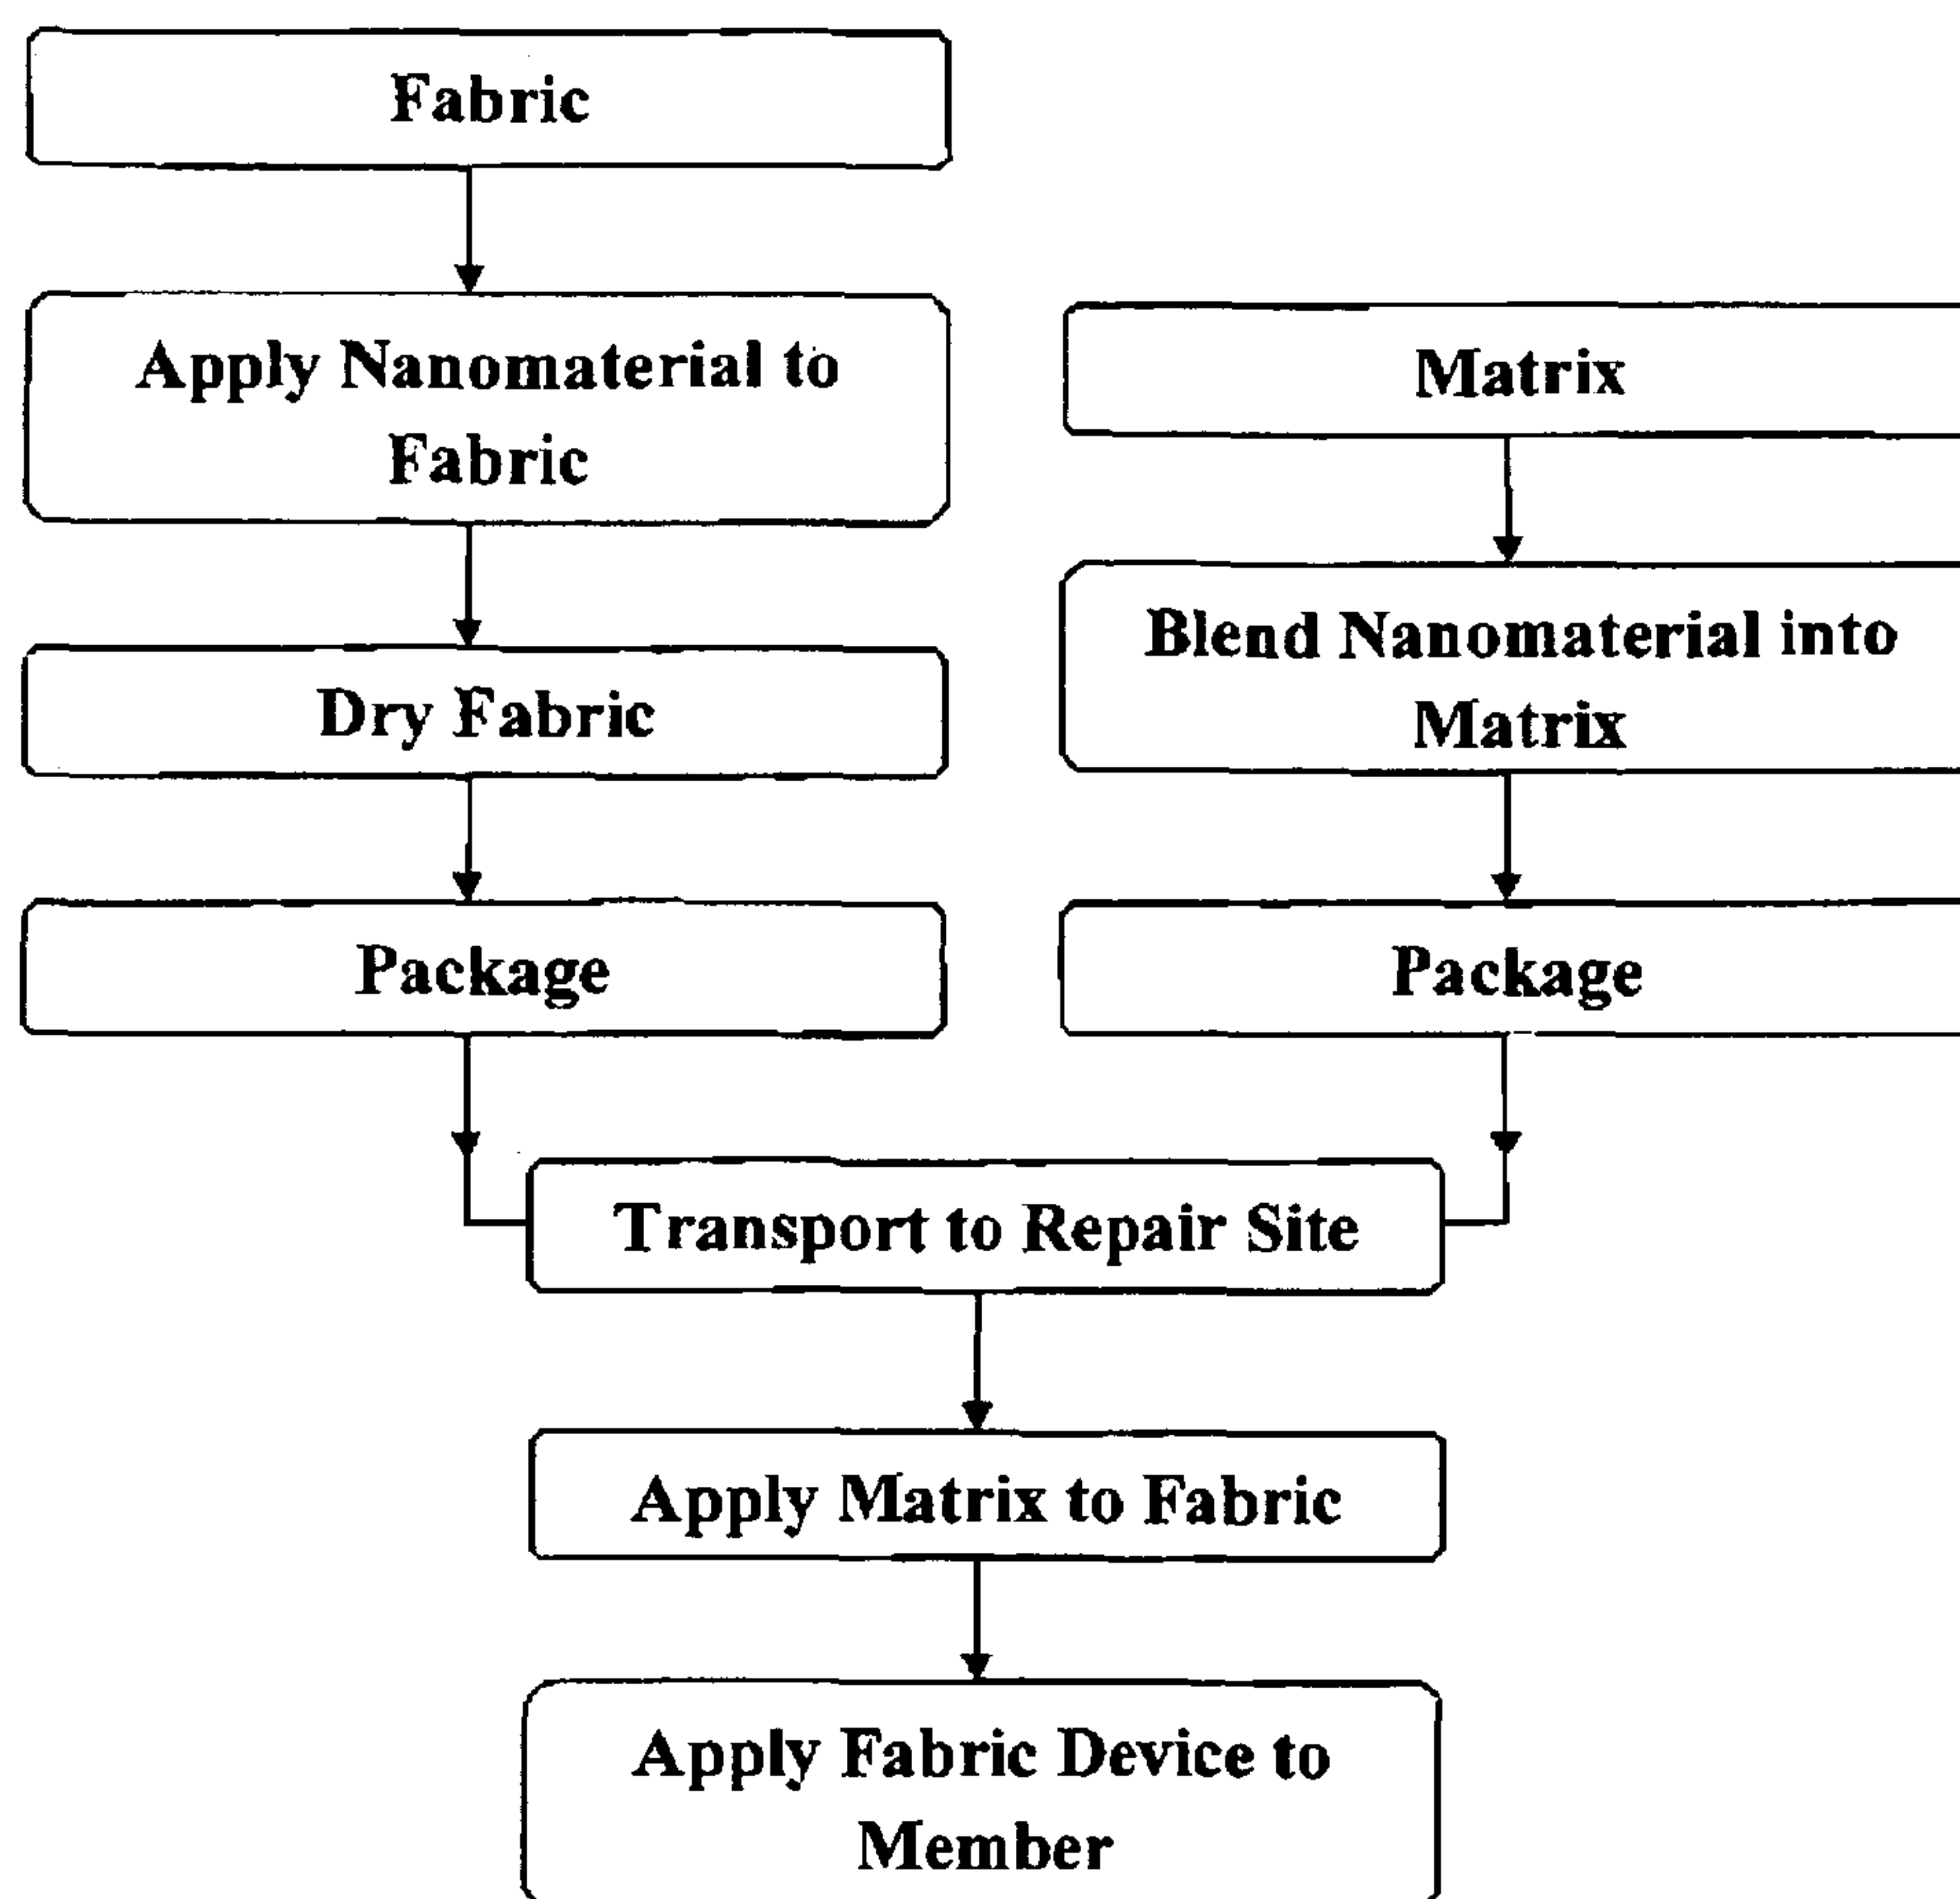 Fabric
Apply Nanomaterial to
Fabric
Dry Fabric
Package
Matrix
Blend Nanomaterial into
Matrix
Package
Transport to Repair Site
Apply Matrix to Fabric
Apply Fabric Device to
Member